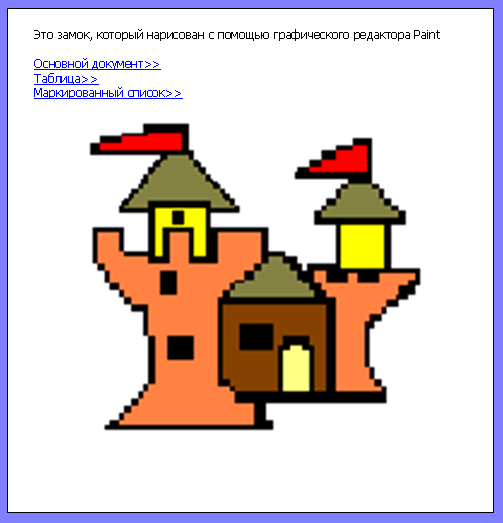 Это замок, который нарисован с помощью графического редактора Paint
Основной документ>>
Таблица>>
Маркированный список>>